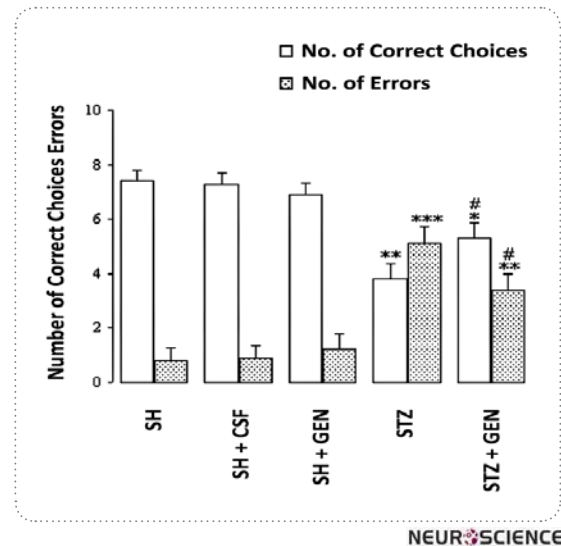 No. of Correct Choices
No. of Errors
Number of Correct Choices Errors
10
8
6
4
2
0
**
***
#
*
#
**
SH
SH + CSF
SH + GEN
STZ
STZ + GEN
NEUROSCIENCE